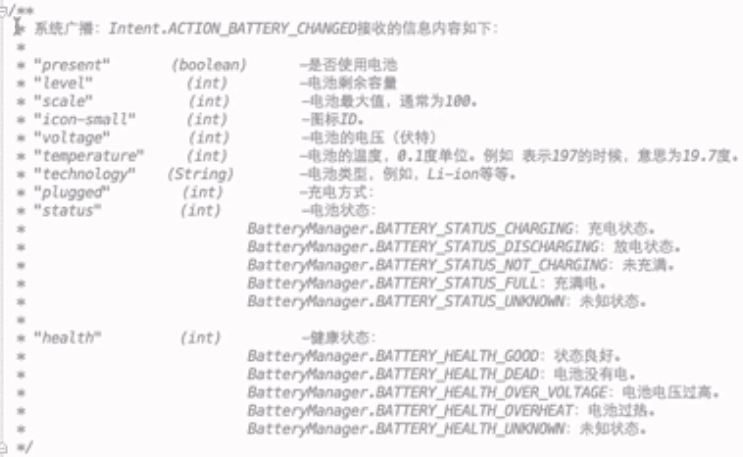 /**
* 系统广播：Intent.ACTION_BATTERY_CHANGED接收的信息内容如下：
*
* "present" (boolean) -是否使用电池
* "level" (int) -电池剩余容量
* "scale" (int) -电池最大值，通常为100。
* "icon-small" (int) -图标ID。
* "voltage" (int) -电池的电压（伏特）
* "temperature" (int) -电池的温度，0.1度单位。例如 表示197的时候，意思为19.7度。
* "technology" (String) -电池类型，例如，Li-ion等等。
* "plugged" (int) -充电方式：
* "status" (int) -电池状态：
* BatteryManager.BATTERY_STATUS_CHARGING：充电状态。
* BatteryManager.BATTERY_STATUS_DISCHARGING：放电状态。
* BatteryManager.BATTERY_STATUS_NOT_CHARGING：未充满。
* BatteryManager.BATTERY_STATUS_FULL：充满电。
* BatteryManager.BATTERY_STATUS_UNKNOWN：未知状态。
*
* "health" (int) -健康状态：
* BatteryManager.BATTERY_HEALTH_GOOD：状态良好。
* BatteryManager.BATTERY_HEALTH_DEAD：电池没有电。
* BatteryManager.BATTERY_HEALTH_OVER_VOLTAGE：电池电压过高。
* BatteryManager.BATTERY_HEALTH_OVERHEAT：电池过热。
* BatteryManager.BATTERY_HEALTH_UNKNOWN：未知状态。
*/